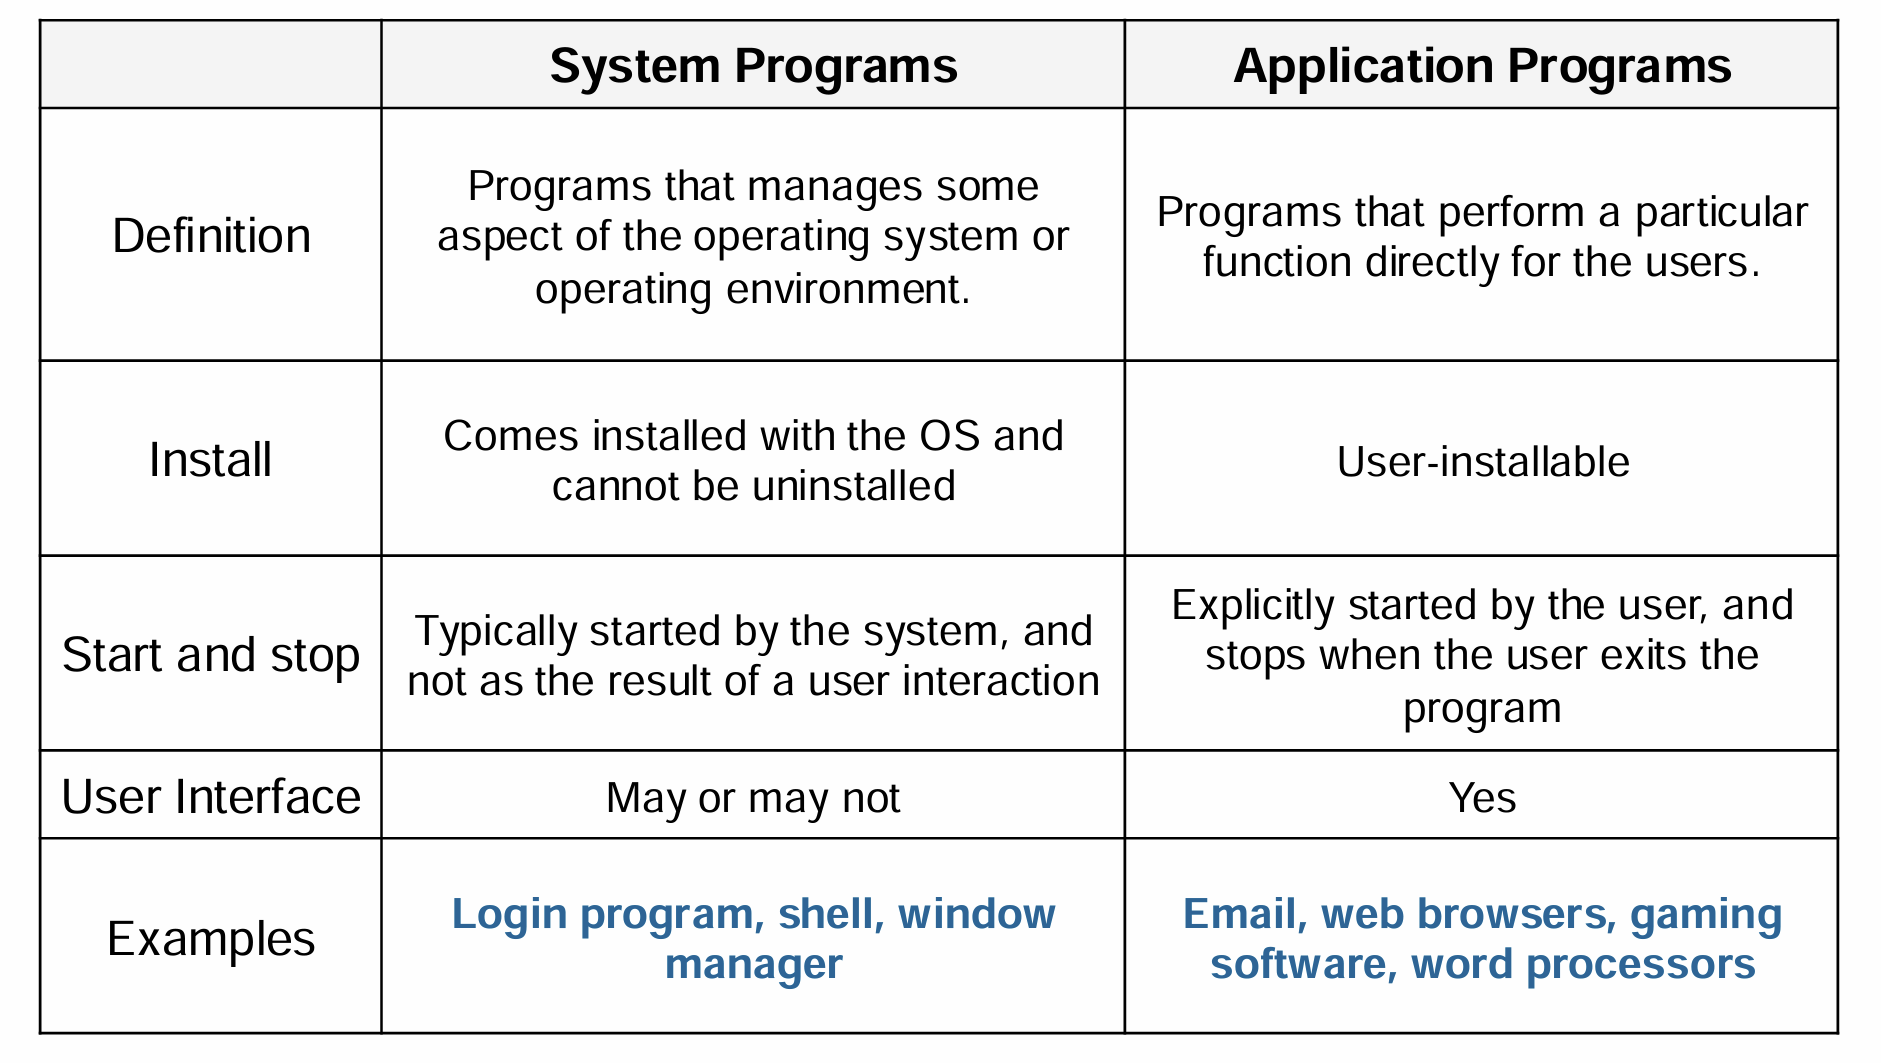 System Programs
Application Programs
Definition
Programs that manages some
aspect of the operating system or
operating environment.
Programs that perform a particular
function directly for the users.
Install
Comes installed with the OS and
cannot be uninstalled
User-installable
Start and stop
Typically started by the system, and
not as the result of a user interaction
Explicitly started by the user, and
stops when the user exits the
program
User Interface
May or may not
Yes
Examples
Login program, shell, window
manager
Email, web browsers, gaming
software, word processors